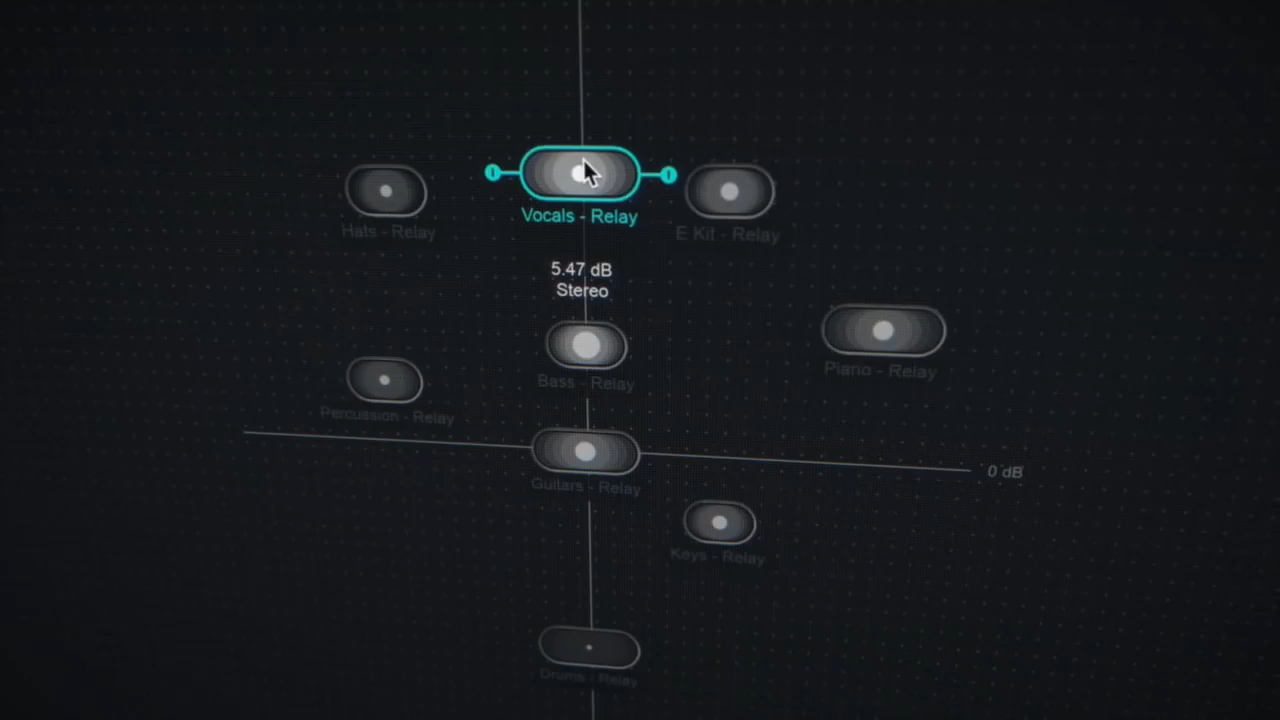 Hats - Relay
Vocals - Relay
E Kit - Relay
5.47 dB
Stereo
Bass - Relay
Piano - Relay
Percussion - Relay
0 dB
Guitars - Relay
Keys - Relay
Drums - Relay